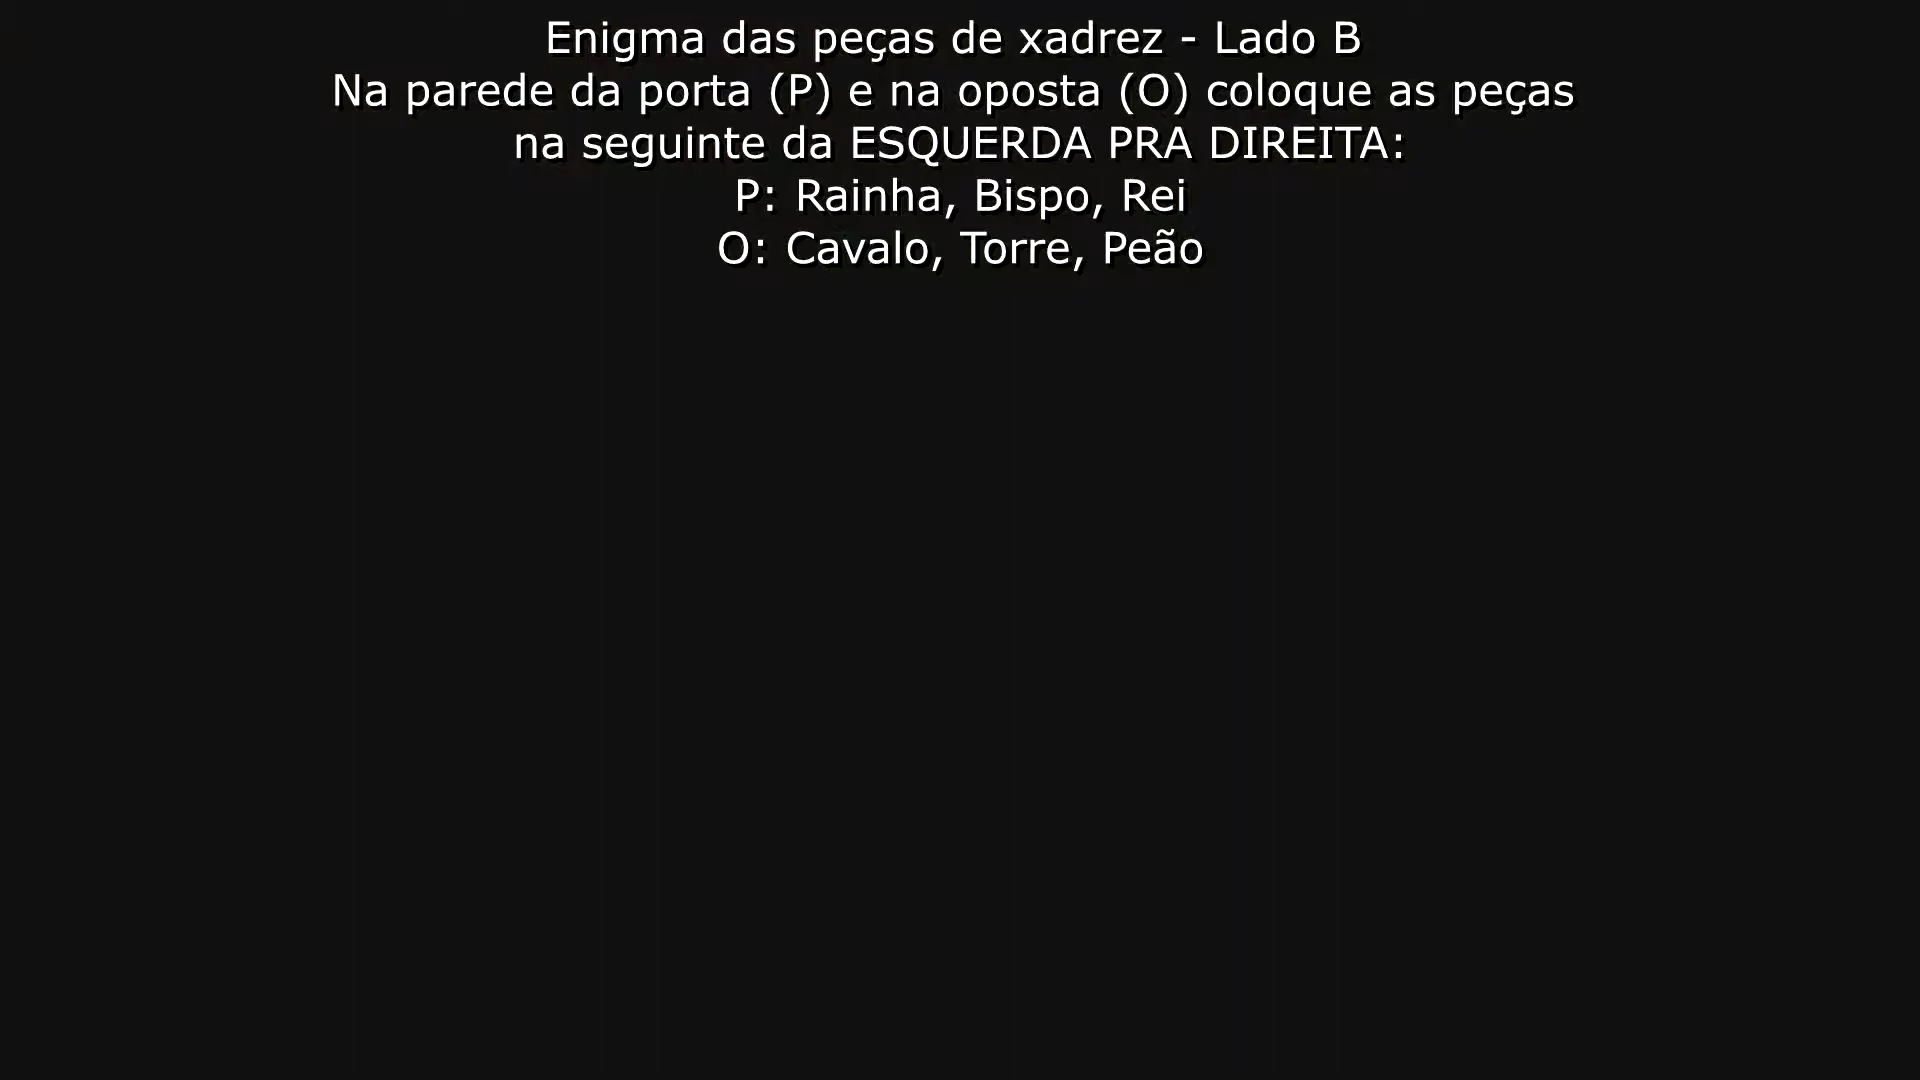 Enigma das peças de xadrez - Lado B
Na parede da porta (P) e na oposta (O) coloque as peças
na seguinte da ESQUERDA PRA DIREITA:
P: Rainha, Bispo, Rei
O: Cavalo, Torre, Peão